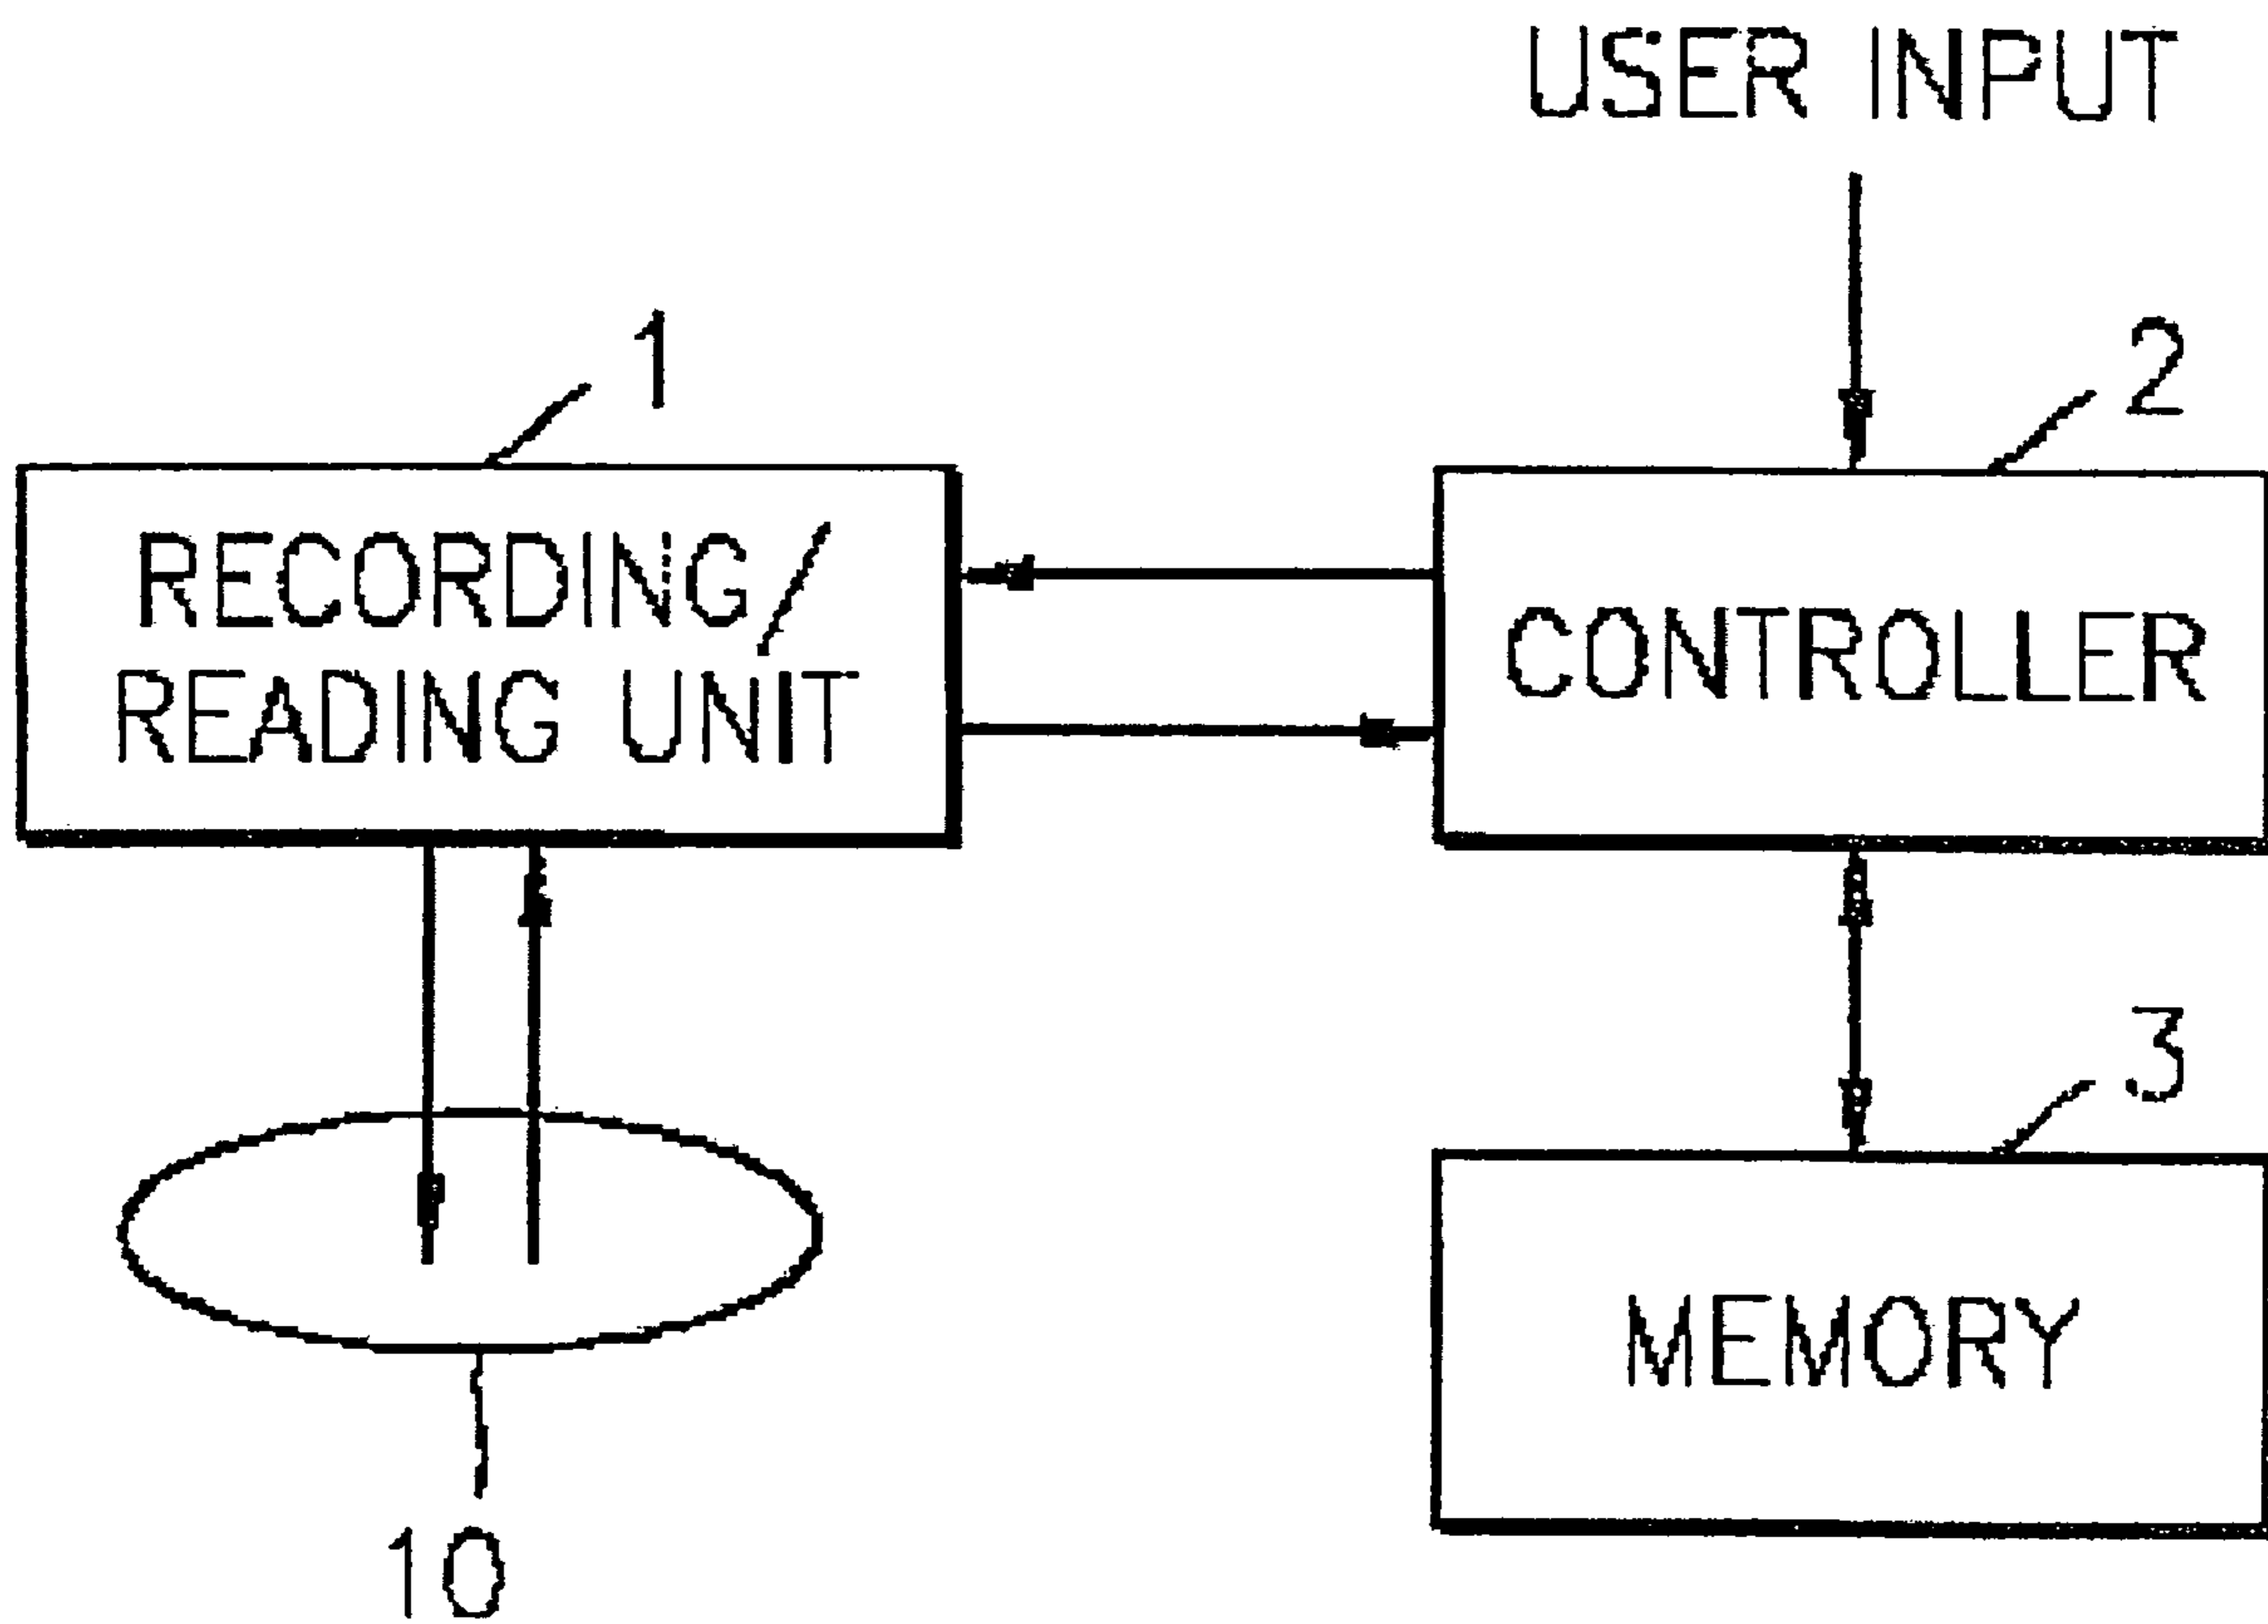 USER INPUT
1
2
RECORDING/
READING UNIT
CONTROLLER
3
MEMORY
10